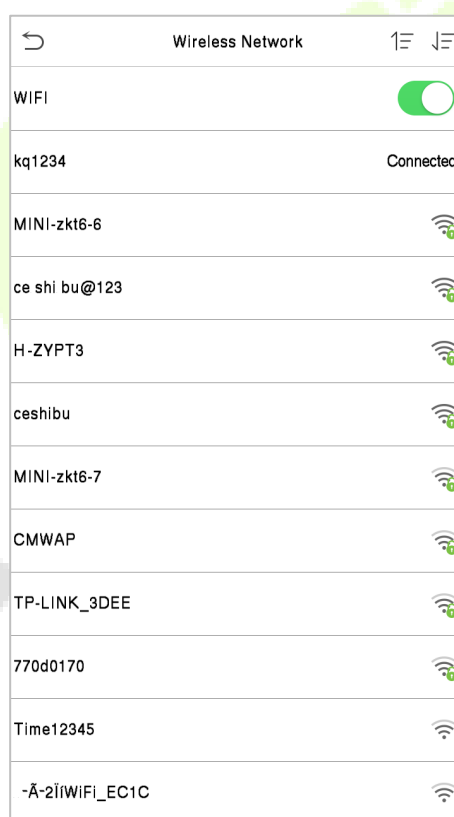 Wireless Network
WIFI
kq1234 Connected
MINI-zkt6-6
ce shi bu@123
H-ZYPT3
ceshibu
MINI-zkt6-7
CMWAP
TP-LINK_3DEE
770d0170
Time12345
-Ã-2ÏíWiFi_EC1C